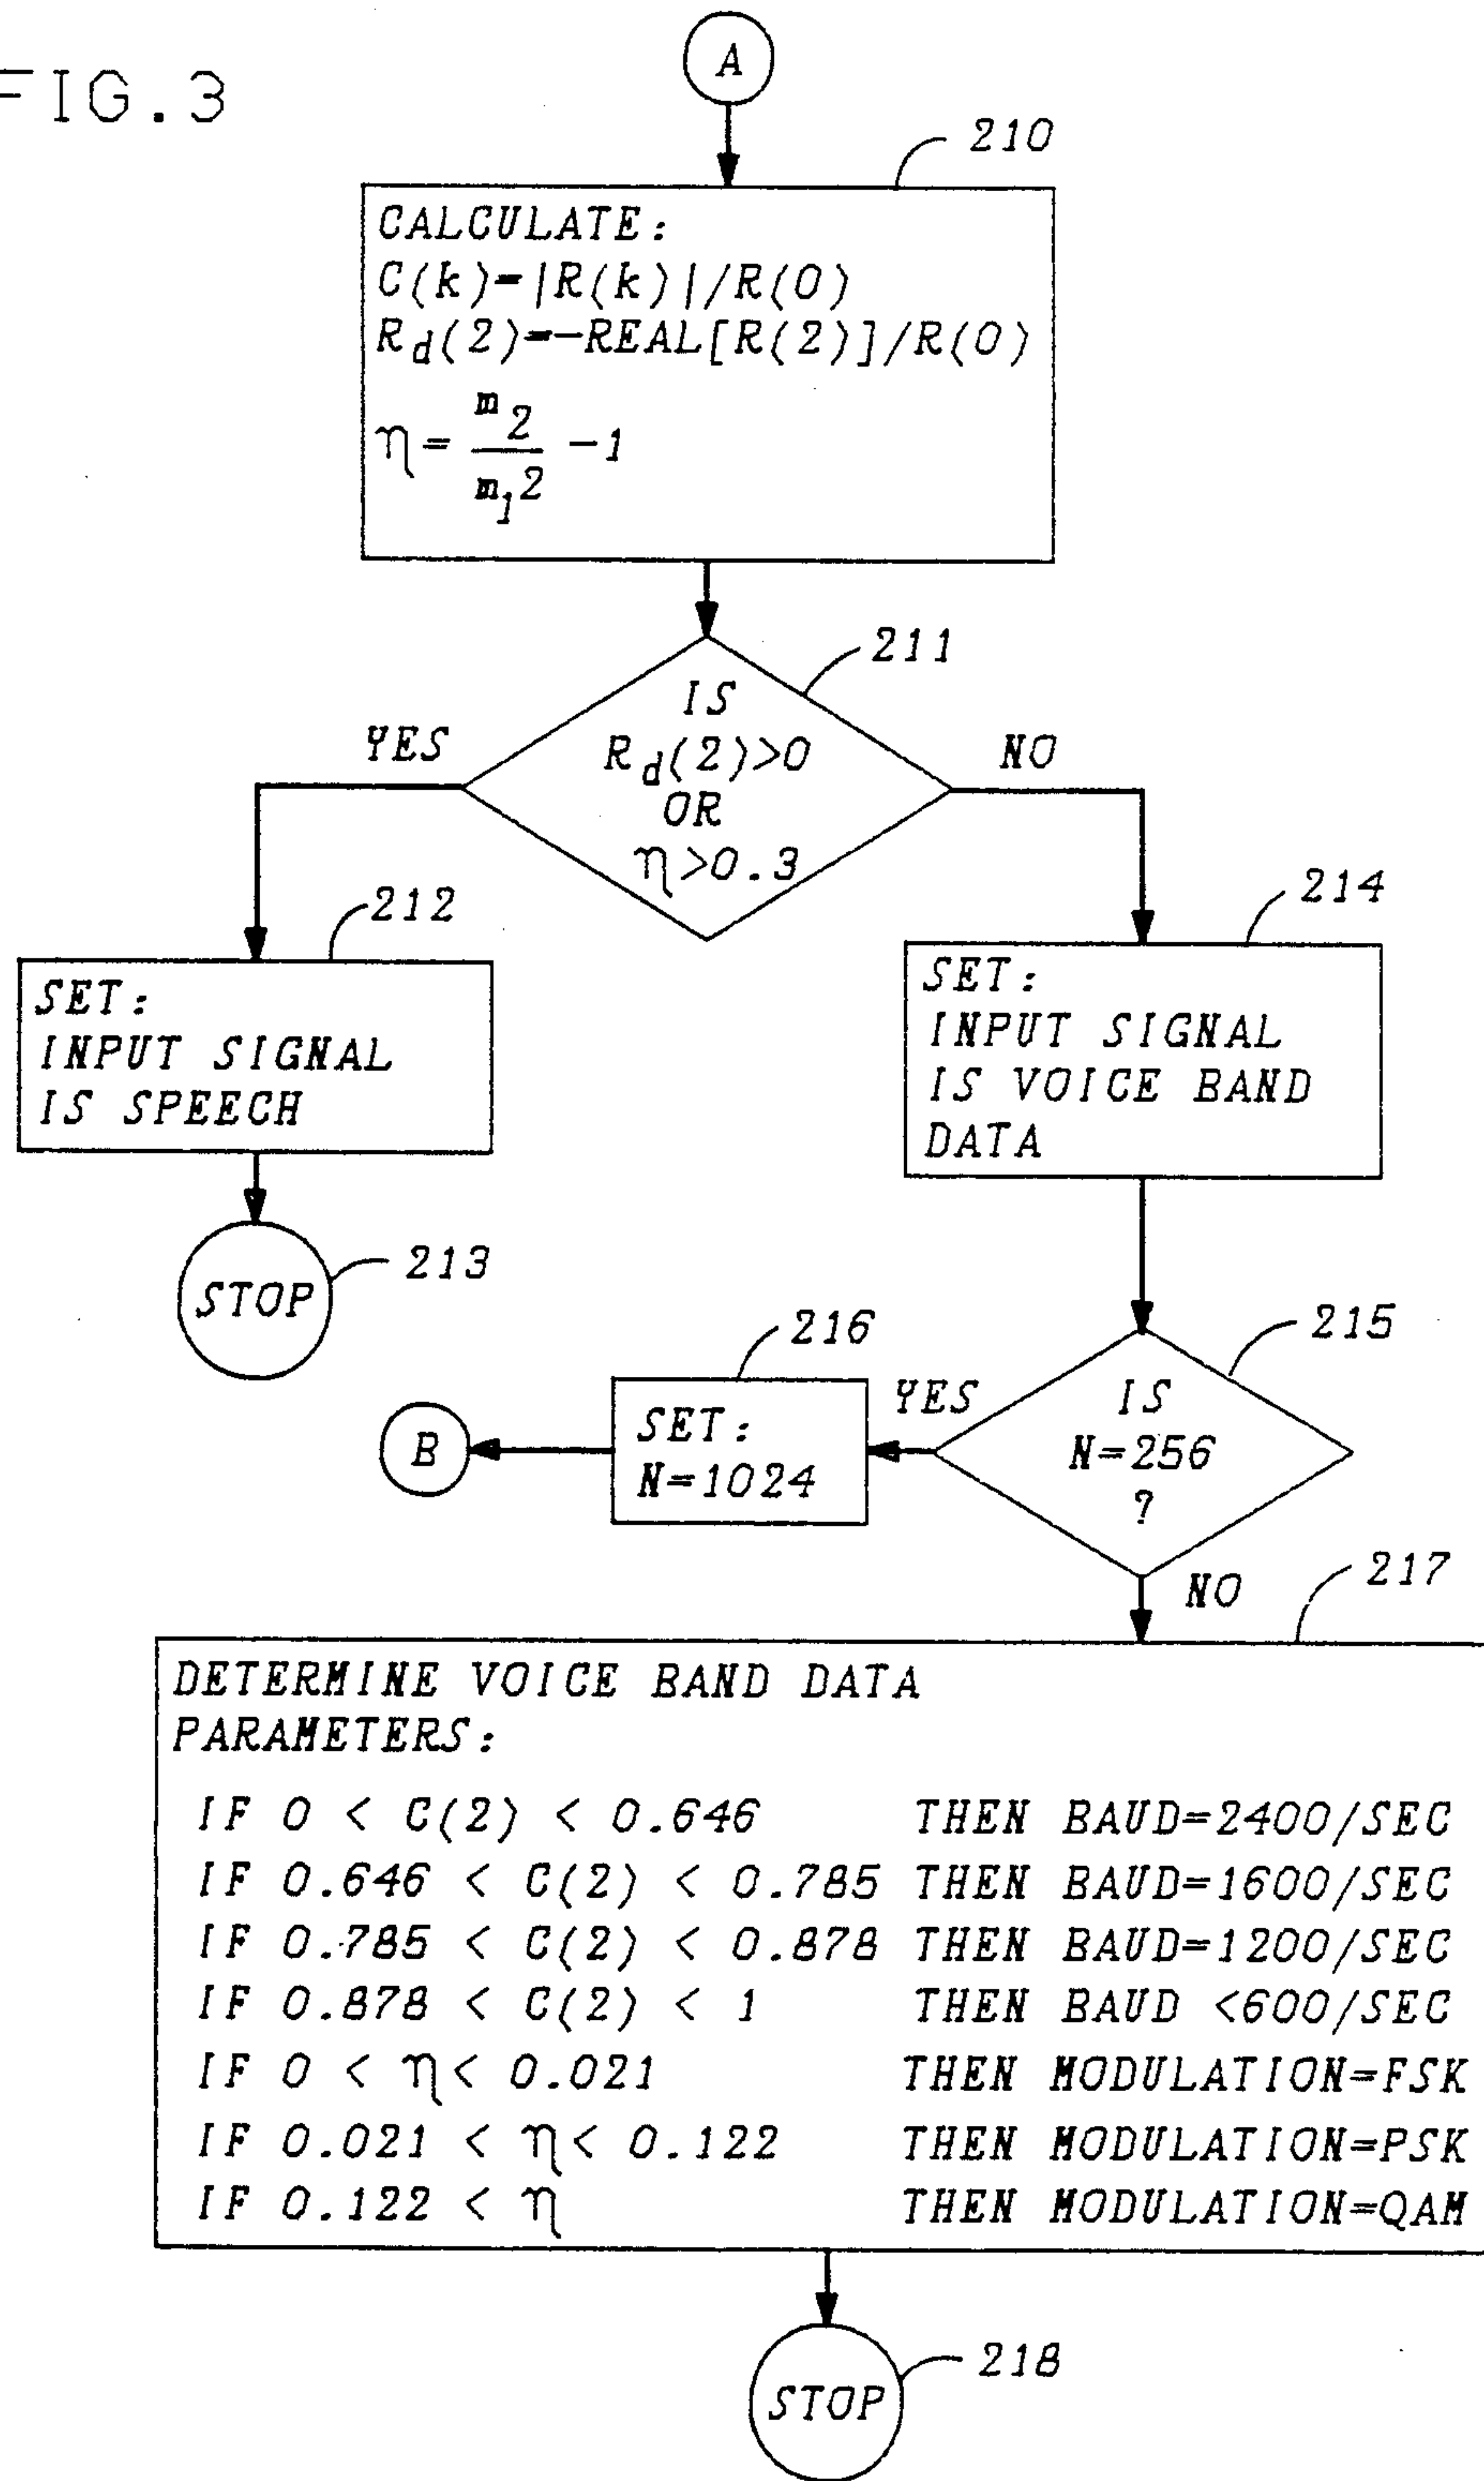 FIG.3
A
210
CALCULATE:
C(k)=|R(k)|/R(0)
Rd(2)=-REAL[R(2)]/R(0)
η = m2/m1² -1
211
IS
Rd(2)>0
OR
η>0.3
YES
NO
212
SET:
INPUT SIGNAL
IS SPEECH
214
SET:
INPUT SIGNAL
IS VOICE BAND
DATA
STOP
213
216
215
B
SET:
N=1024
YES
IS
N=256
?
NO
217
DETERMINE VOICE BAND DATA
PARAMETERS:
IF 0 < C(2) < 0.646 THEN BAUD=2400/SEC
IF 0.646 < C(2) < 0.785 THEN BAUD=1600/SEC
IF 0.785 < C(2) < 0.878 THEN BAUD=1200/SEC
IF 0.878 < C(2) < 1 THEN BAUD <600/SEC
IF 0 < η< 0.021 THEN MODULATION=FSK
IF 0.021 < η< 0.122 THEN MODULATION=PSK
IF 0.122 < η THEN MODULATION=QAM
STOP
218